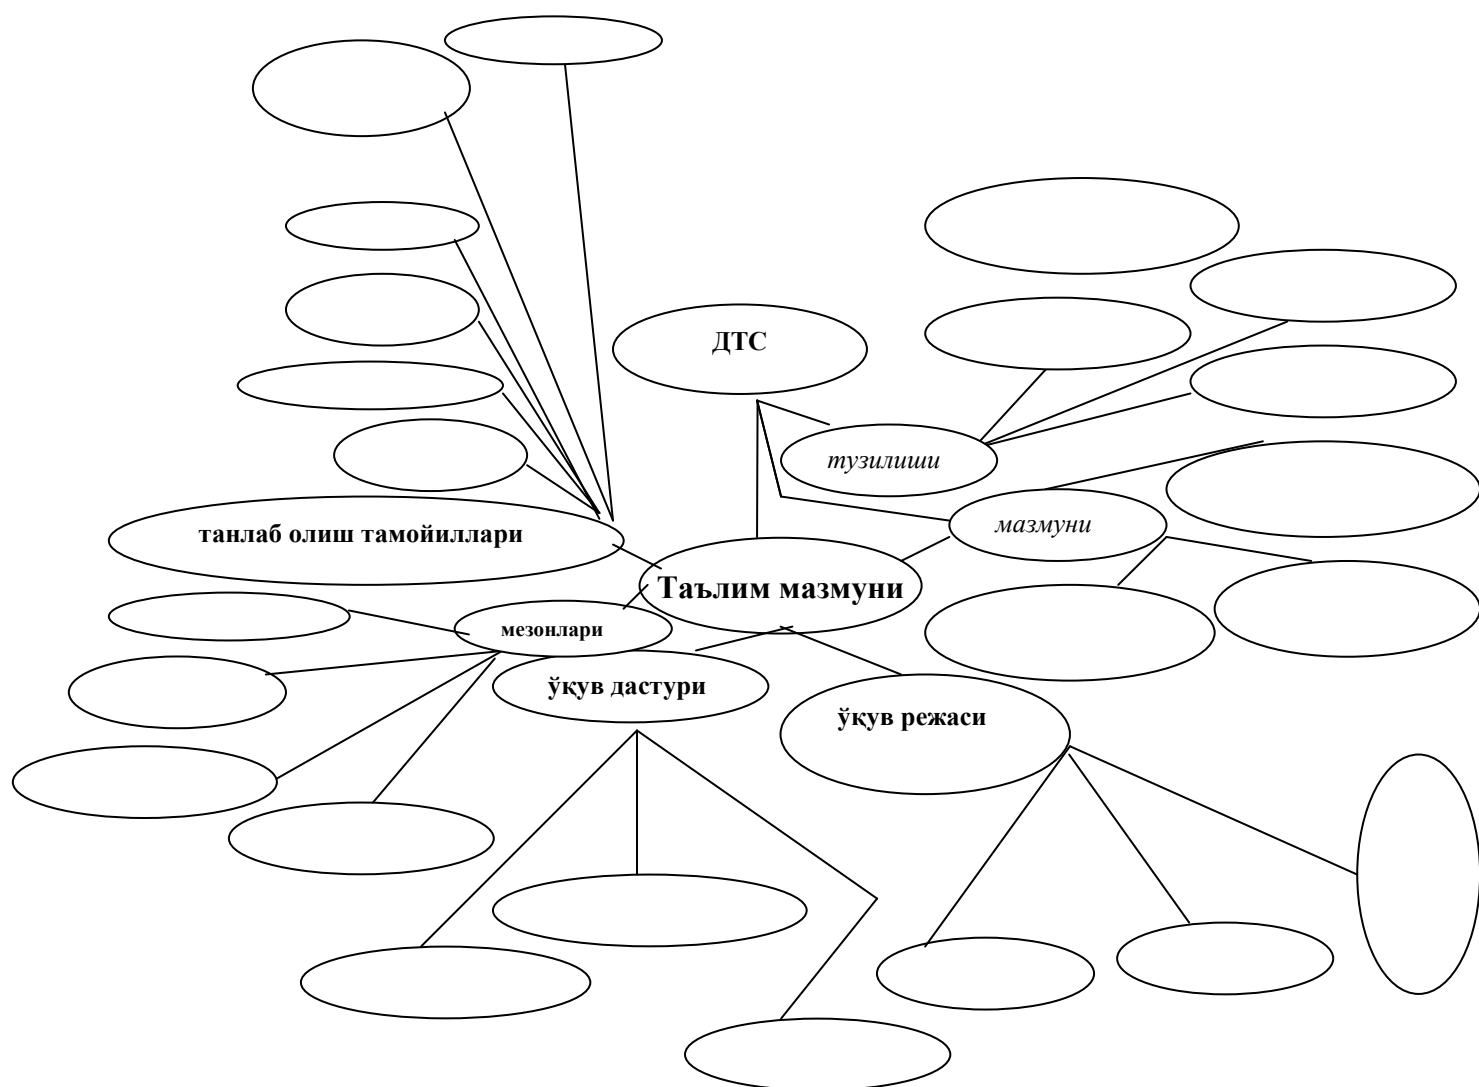 ДТС
тузилиши
мазмуни
танлаб олиш тамойиллари
Таълим мазмуни
мезонлари
ўқув дастури
ўқув режаси